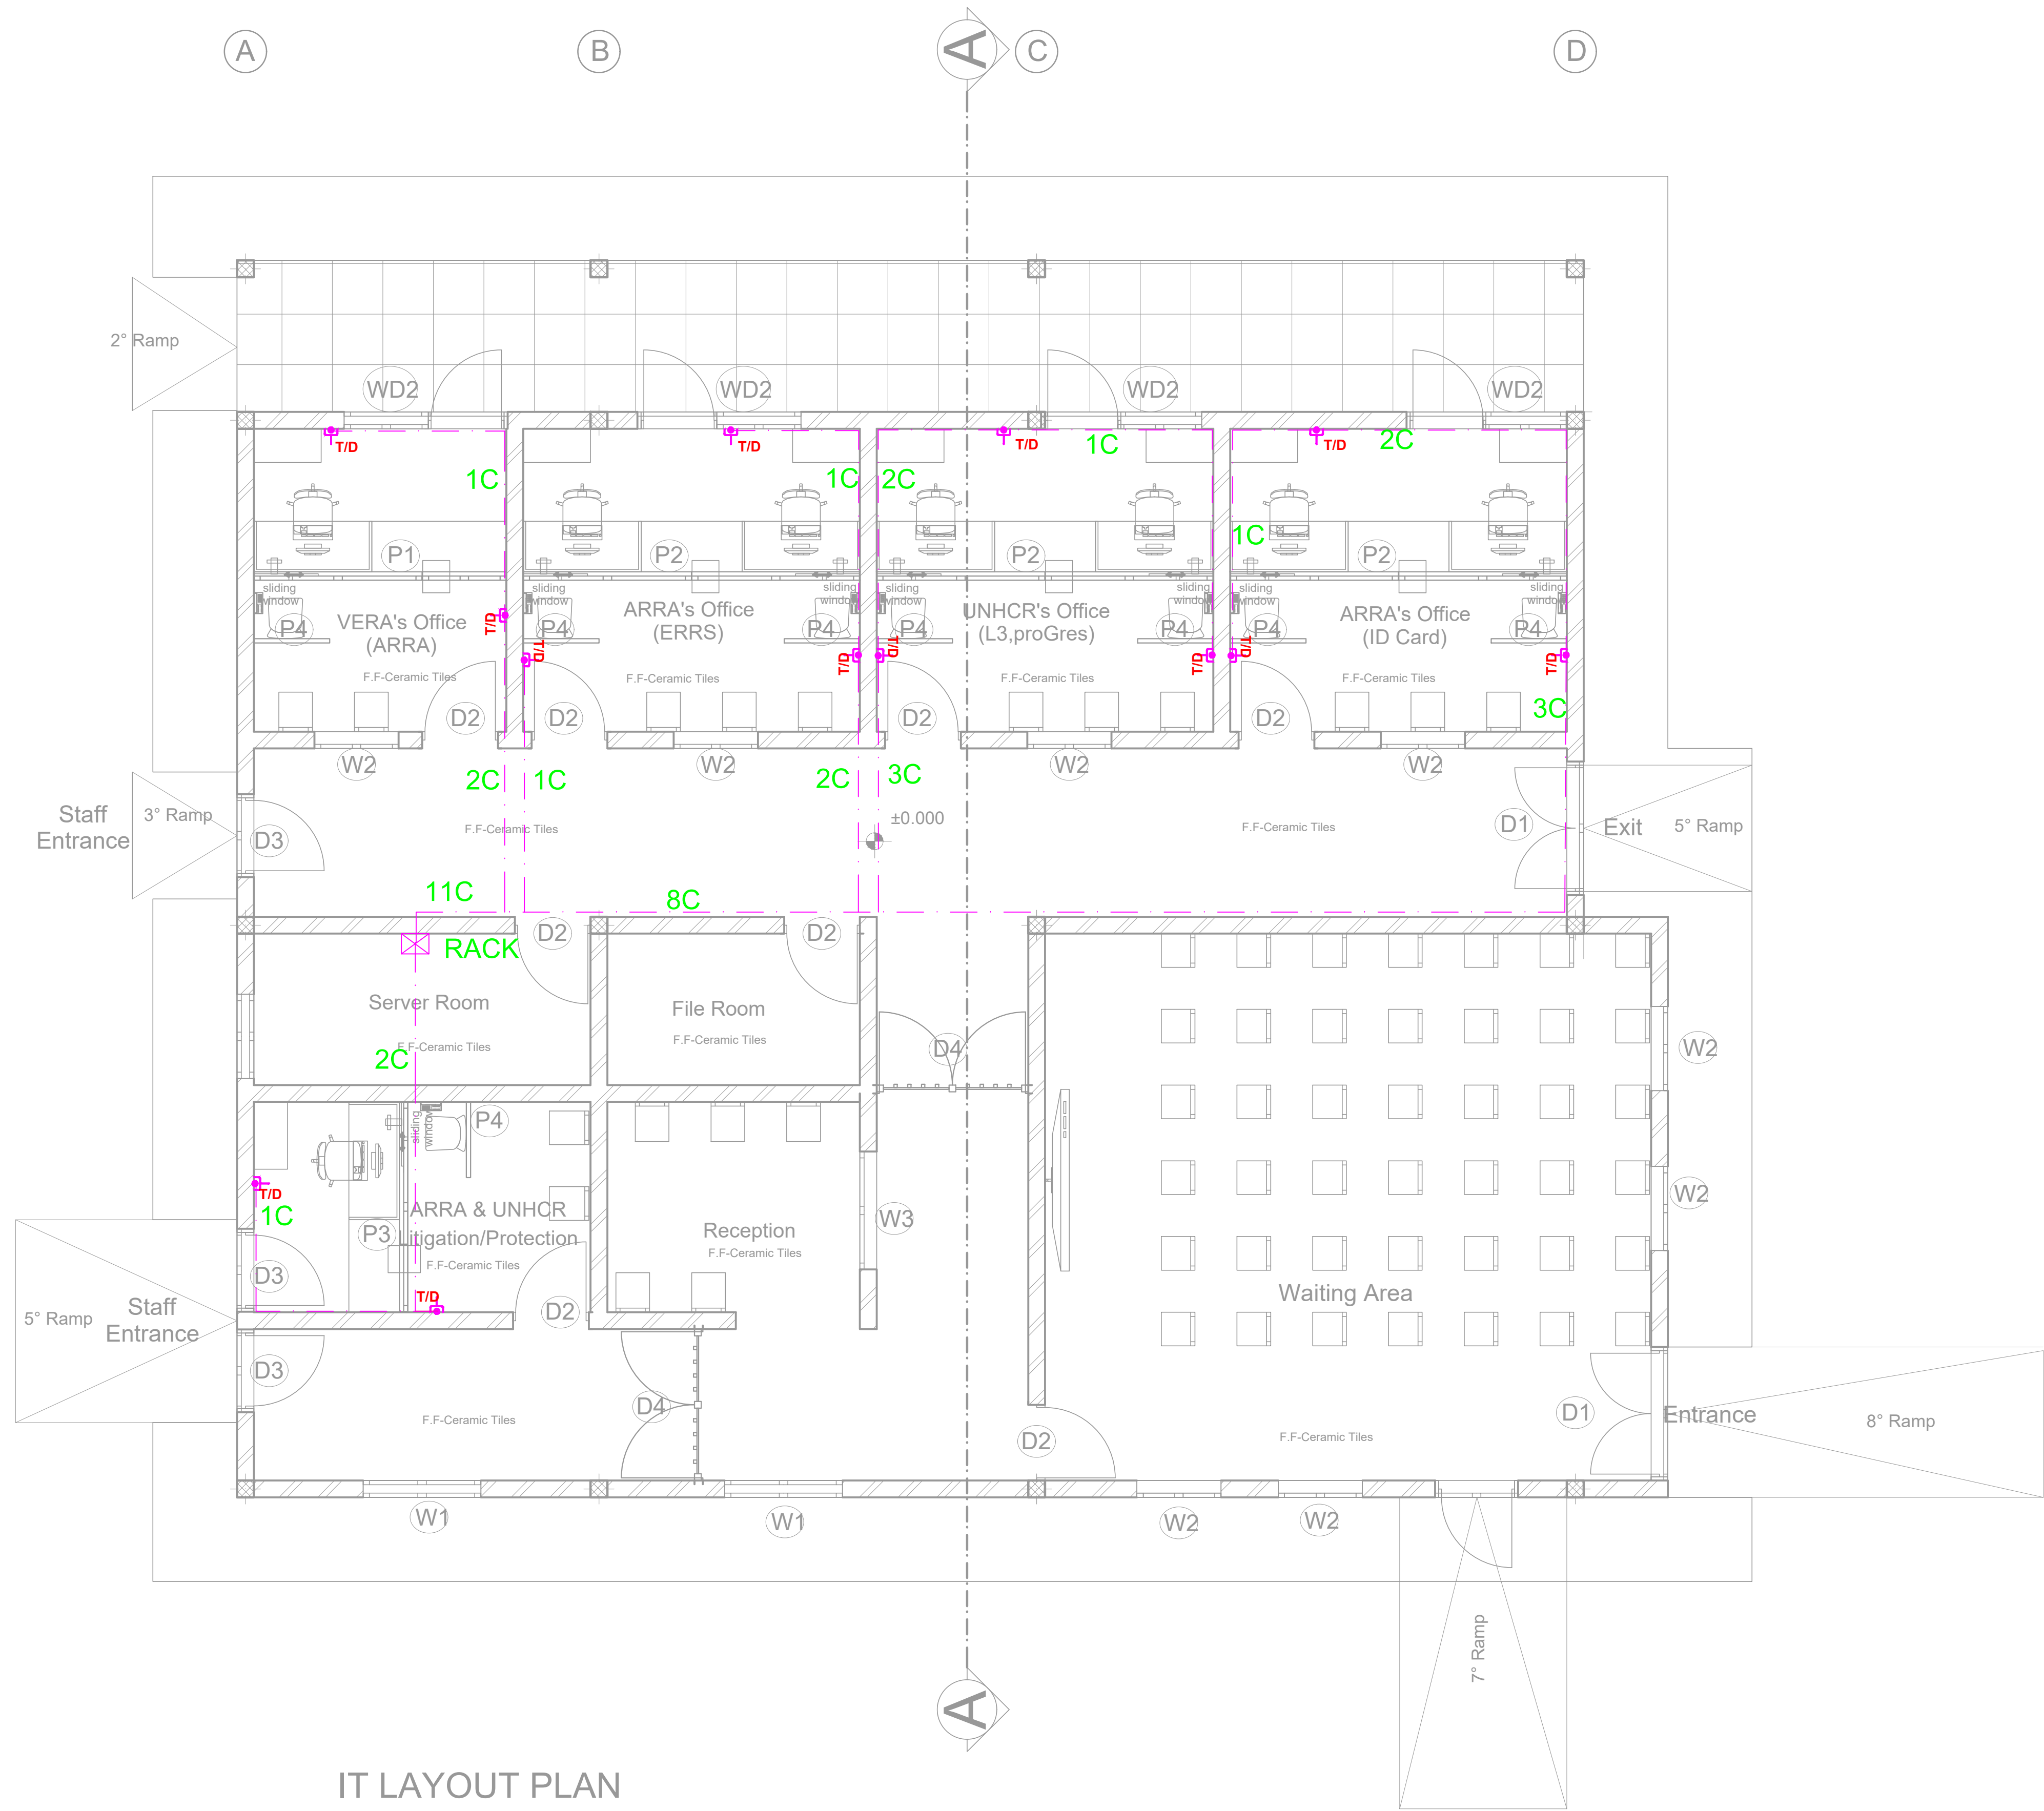 A
B
A
C
D
2° Ramp
WD2
WD2
WD2
WD2
T/D
T/D
T/D
1C
T/D
2C
1C
1C
2C
1C
P1
P2
P2
P2
sliding
window
sliding
window
sliding
window
sliding
window
sliding
window
sliding
window
sliding
window
P4
P4
P4
P4
P4
P4
P4
VERA's Office
(ARRA)
ARRA's Office
(ERRS)
UNHCR's Office
(L3,proGres)
ARRA's Office
(ID Card)
T/D
T/D
T/D
T/D
T/D
T/D
T/D
F.F-Ceramic Tiles
F.F-Ceramic Tiles
F.F-Ceramic Tiles
F.F-Ceramic Tiles
3C
D2
D2
D2
D2
W2
W2
W2
W2
2C
1C
2C
3C
Staff
Entrance
3° Ramp
D3
F.F-Ceramic Tiles
±0.000
F.F-Ceramic Tiles
D1
Exit
5° Ramp
11C
8C
RACK
D2
D2
Server Room
F.F-Ceramic Tiles
2C
File Room
F.F-Ceramic Tiles
D4
W2
P4
sliding
window
T/D
1C
P3
ARRA & UNHCR
Litigation/Protection
F.F-Ceramic Tiles
Reception
F.F-Ceramic Tiles
W3
W2
D3
T/D
D2
Waiting Area
5° Ramp
Staff
Entrance
D3
F.F-Ceramic Tiles
D4
D2
F.F-Ceramic Tiles
D1
Entrance
8° Ramp
W1
W1
W2
W2
7° Ramp
A
IT LAYOUT PLAN